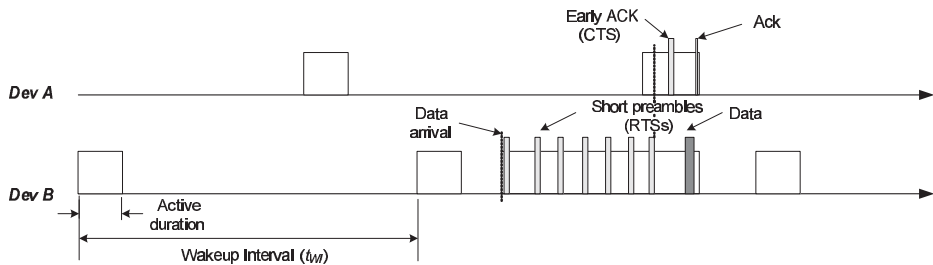 Early ACK
(CTS)
Ack
Dev A
Data
arrival
Short preambles
(RTSs)
Data
Dev B
Active
duration
Wakeup Interval (tWI)